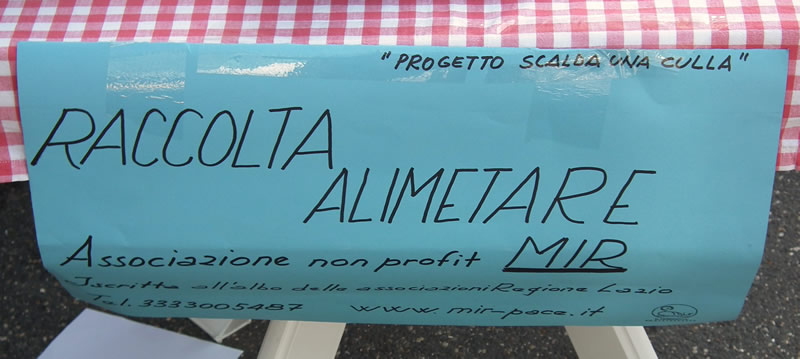 "PROGETTO SCALDA UNA CULLA"
RACCOLTA
ALIMETARE
Associazione non profit MIR
Iscritta all'albo delle associazioni Regione Lazio
Tel. 3333005487 www.mir-pace.it